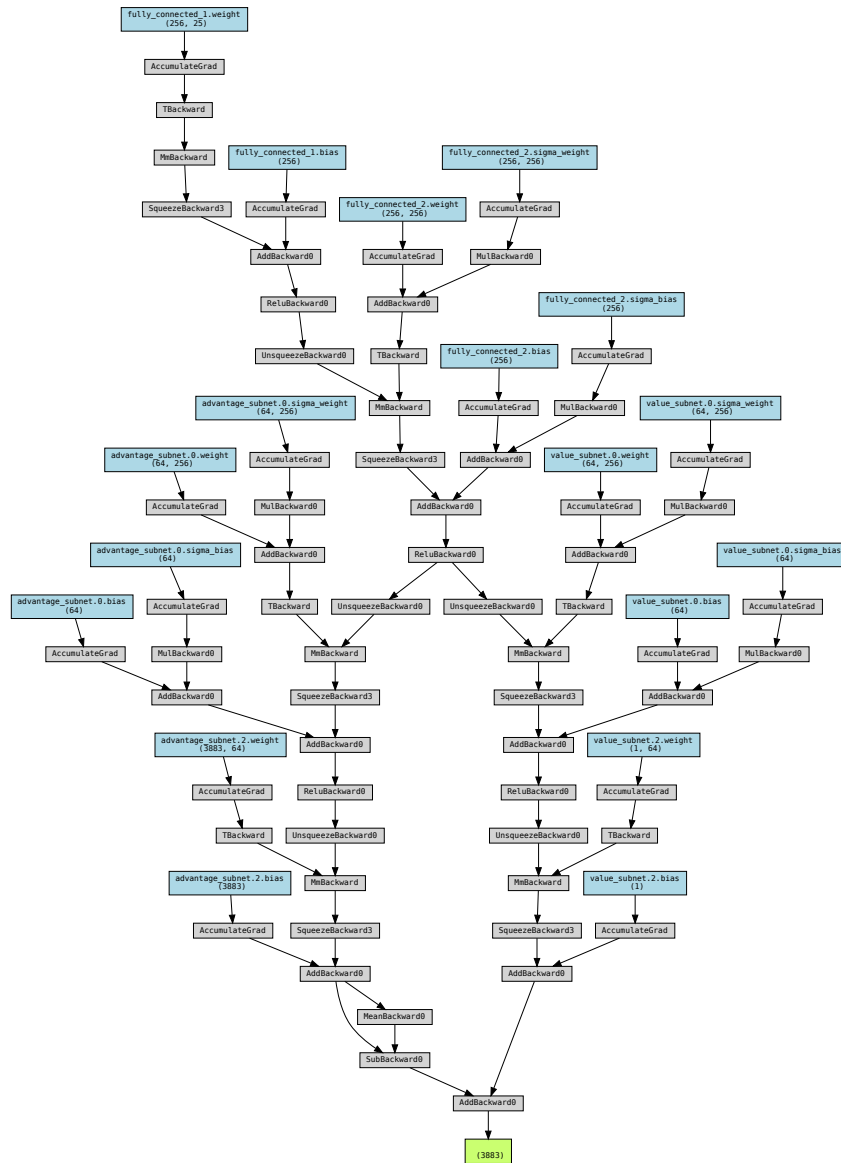 fully_connected_1.weight
(256, 25)
AccumulateGrad
TBackward
MmBackward
fully_connected_1.bias
(256)
fully_connected_2.sigma_weight
(256, 256)
SqueezeBackward3
AccumulateGrad
fully_connected_2.weight
(256, 256)
AccumulateGrad
AddBackward0
AccumulateGrad
MulBackward0
ReluBackward0
AddBackward0
fully_connected_2.sigma_bias
(256)
UnsqueezeBackward0
TBackward
fully_connected_2.bias
(256)
AccumulateGrad
advantage_subnet.0.sigma_weight
(64, 256)
MmBackward
AccumulateGrad
MulBackward0
value_subnet.0.sigma_weight
(64, 256)
advantage_subnet.0.weight
(64, 256)
AccumulateGrad
SqueezeBackward3
AddBackward0
value_subnet.0.weight
(64, 256)
AccumulateGrad
AccumulateGrad
MulBackward0
AddBackward0
AccumulateGrad
MulBackward0
advantage_subnet.0.sigma_bias
(64)
AddBackward0
ReluBackward0
AddBackward0
value_subnet.0.sigma_bias
(64)
advantage_subnet.0.bias
(64)
AccumulateGrad
TBackward
UnsqueezeBackward0
UnsqueezeBackward0
TBackward
value_subnet.0.bias
(64)
AccumulateGrad
AccumulateGrad
MulBackward0
MmBackward
MmBackward
AccumulateGrad
MulBackward0
AddBackward0
SqueezeBackward3
SqueezeBackward3
AddBackward0
advantage_subnet.2.weight
(3883, 64)
AddBackward0
AddBackward0
value_subnet.2.weight
(1, 64)
AccumulateGrad
ReluBackward0
ReluBackward0
AccumulateGrad
TBackward
UnsqueezeBackward0
UnsqueezeBackward0
TBackward
advantage_subnet.2.bias
(3883)
MmBackward
MmBackward
value_subnet.2.bias
(1)
AccumulateGrad
SqueezeBackward3
SqueezeBackward3
AccumulateGrad
AddBackward0
AddBackward0
MeanBackward0
SubBackward0
AddBackward0
(3883)